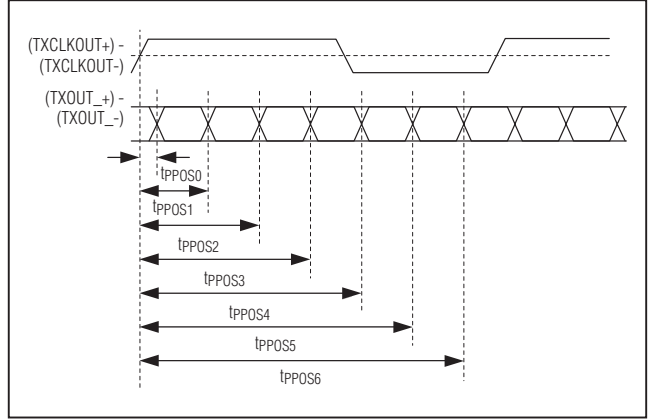 (TXCLKOUT+) -
(TXCLKOUT-)
(TXOUT_+) -
(TXOUT_-)
tPPOS0
tPPOS1
tPPOS2
tPPOS3
tPPOS4
tPPOS5
tPPOS6